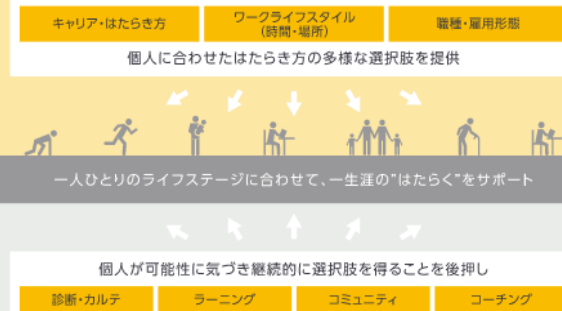 キャリア・はたらき方
ワークライフスタイル
(時間・場所)
職種・雇用形態
個人に合わせたはたらき方の多様な選択肢を提供
一人ひとりのライフステージに合わせて、一生涯の”はたらく”をサポート
個人が可能性に気づき継続的に選択肢を得ることを後押し
診断・カルテ
ラーニング
コミュニティ
コーチング